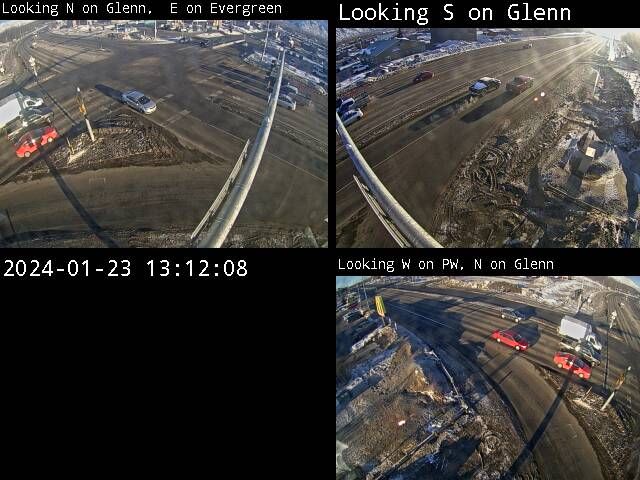 Looking N on Glenn,  E on Evergreen
Looking S on Glenn
2024-01-23 13:12:08
Looking W on PW, N on Glenn